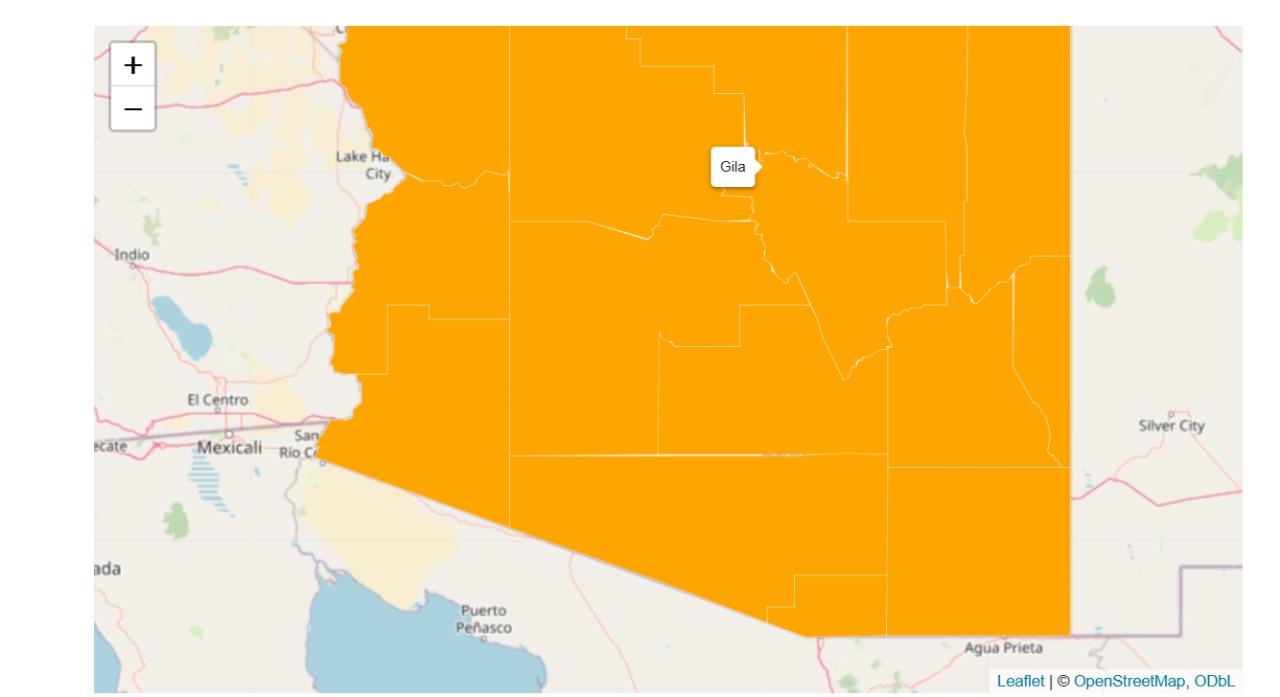 +
−
Lake Ha
City
Gila
Indio
El Centro
Silver City
ecate
Mexicali
San
Río C
ada
Puerto
Peñasco
Agua Prieta
Leaflet | © OpenStreetMap, ODbL